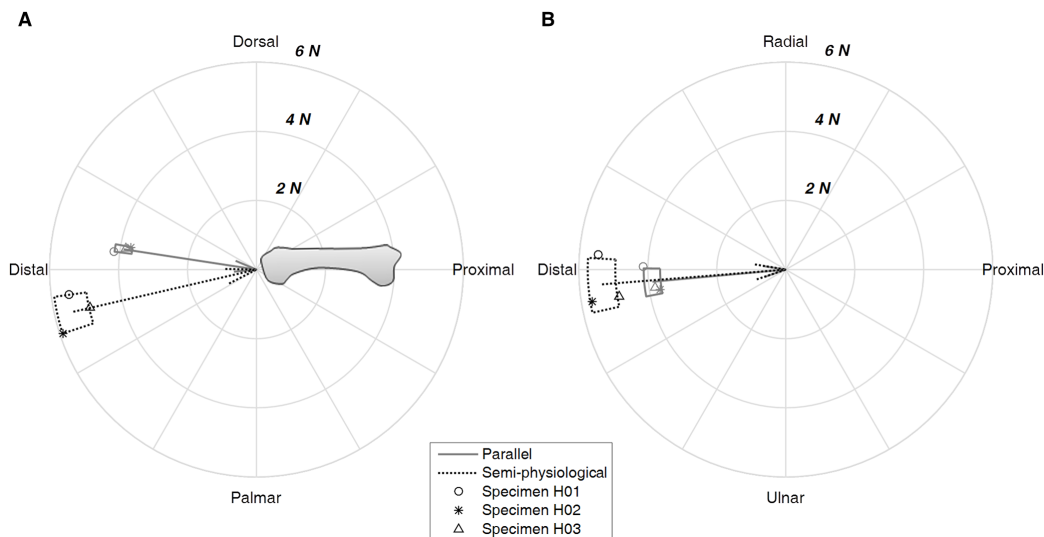 A
B
Dorsal
6 N
4 N
2 N
Distal
Proximal
Palmar
Radial
6 N
4 N
2 N
Distal
Proximal
Ulnar
Parallel
Semi-physiological
Specimen H01
Specimen H02
Specimen H03